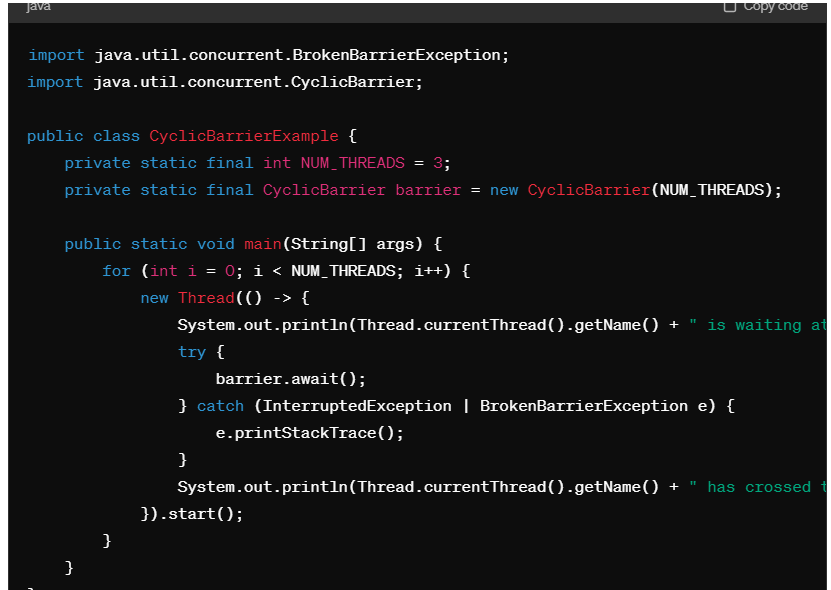 java Copy code
import java.util.concurrent.BrokenBarrierException;
import java.util.concurrent.CyclicBarrier;
public class CyclicBarrierExample {
private static final int NUM_THREADS = 3;
private static final CyclicBarrier barrier = new CyclicBarrier(NUM_THREADS);
public static void main(String[] args) {
for (int i = 0; i < NUM_THREADS; i++) {
new Thread(() -> {
System.out.println(Thread.currentThread().getName() + " is waiting at
try {
barrier.await();
} catch (InterruptedException | BrokenBarrierException e) {
e.printStackTrace();
}
System.out.println(Thread.currentThread().getName() + " has crossed
}).start();
}
}